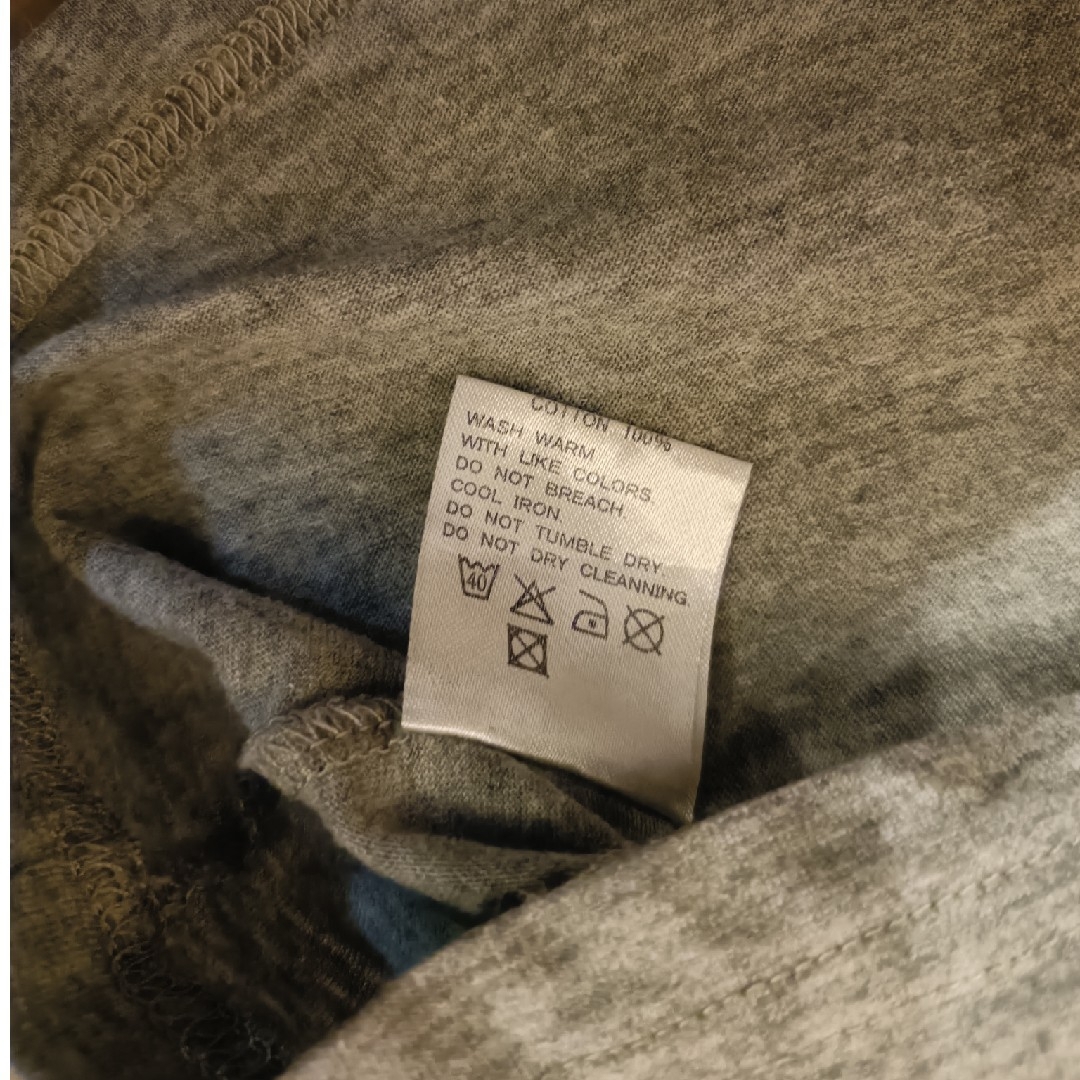 COTTON 100%
WASH WARM
WITH LIKE COLORS
DO NOT BREACH.
COOL IRON.
DO NOT TUMBLE DRY.
DO NOT DRY CLEANNING.
40